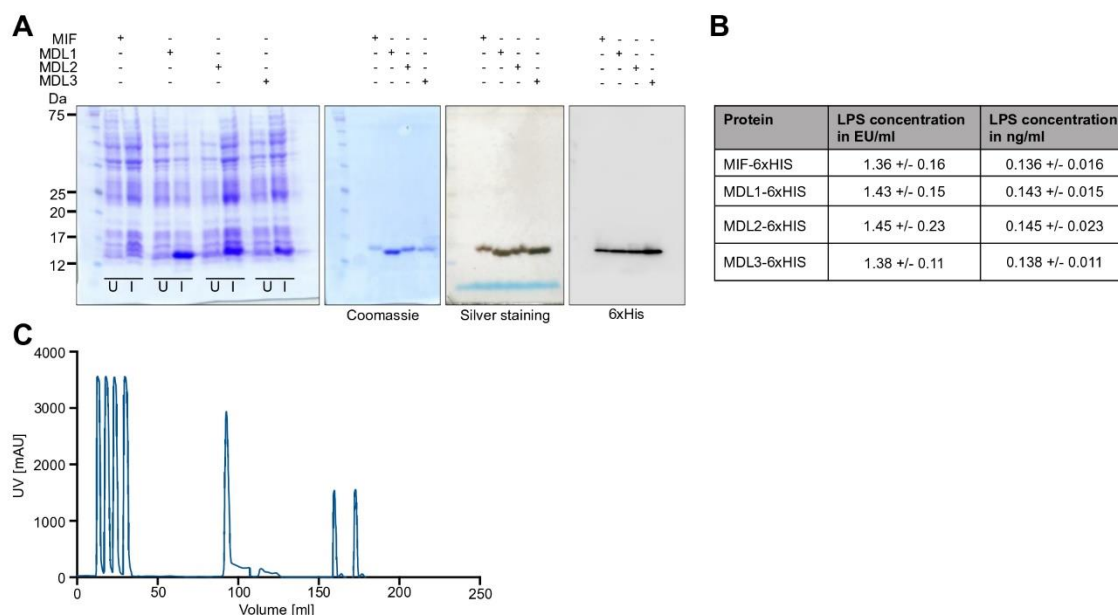 A
MIF + - - - + - - - + - - - + - - -
MDL1 - + - - - + - - - + - - - + - -
MDL2 - - + - - - + - - - + - - - + -
MDL3 - - - + - - - + - - - + - - - +
Da
75
25
20
17
12
U I U I U I U I
Coomassie Silver staining 6xHis
B
Protein LPS concentration in EU/ml LPS concentration in ng/ml
MIF-6xHIS 1.36 +/- 0.16 0.136 +/- 0.016
MDL1-6xHIS 1.43 +/- 0.15 0.143 +/- 0.015
MDL2-6xHIS 1.45 +/- 0.23 0.145 +/- 0.023
MDL3-6xHIS 1.38 +/- 0.11 0.138 +/- 0.011
C
UV [mAU]
4000
3000
2000
1000
0
0 50 100 150 200 250
Volume [ml]